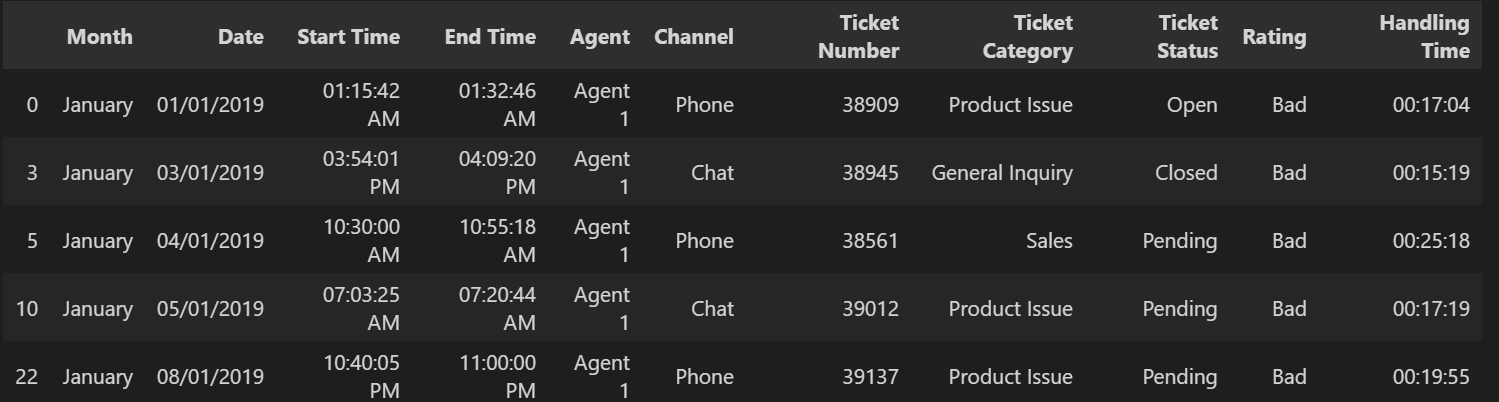 Month Date Start Time End Time Agent Channel Ticket Number Ticket Category Ticket Status Rating Handling Time
0 January 01/01/2019 01:15:42 AM 01:32:46 AM Agent 1 Phone 38909 Product Issue Open Bad 00:17:04
3 January 03/01/2019 03:54:01 PM 04:09:20 PM Agent 1 Chat 38945 General Inquiry Closed Bad 00:15:19
5 January 04/01/2019 10:30:00 AM 10:55:18 AM Agent 1 Phone 38561 Sales Pending Bad 00:25:18
10 January 05/01/2019 07:03:25 AM 07:20:44 AM Agent 1 Chat 39012 Product Issue Pending Bad 00:17:19
22 January 08/01/2019 10:40:05 PM 11:00:00 PM Agent 1 Phone 39137 Product Issue Pending Bad 00:19:55